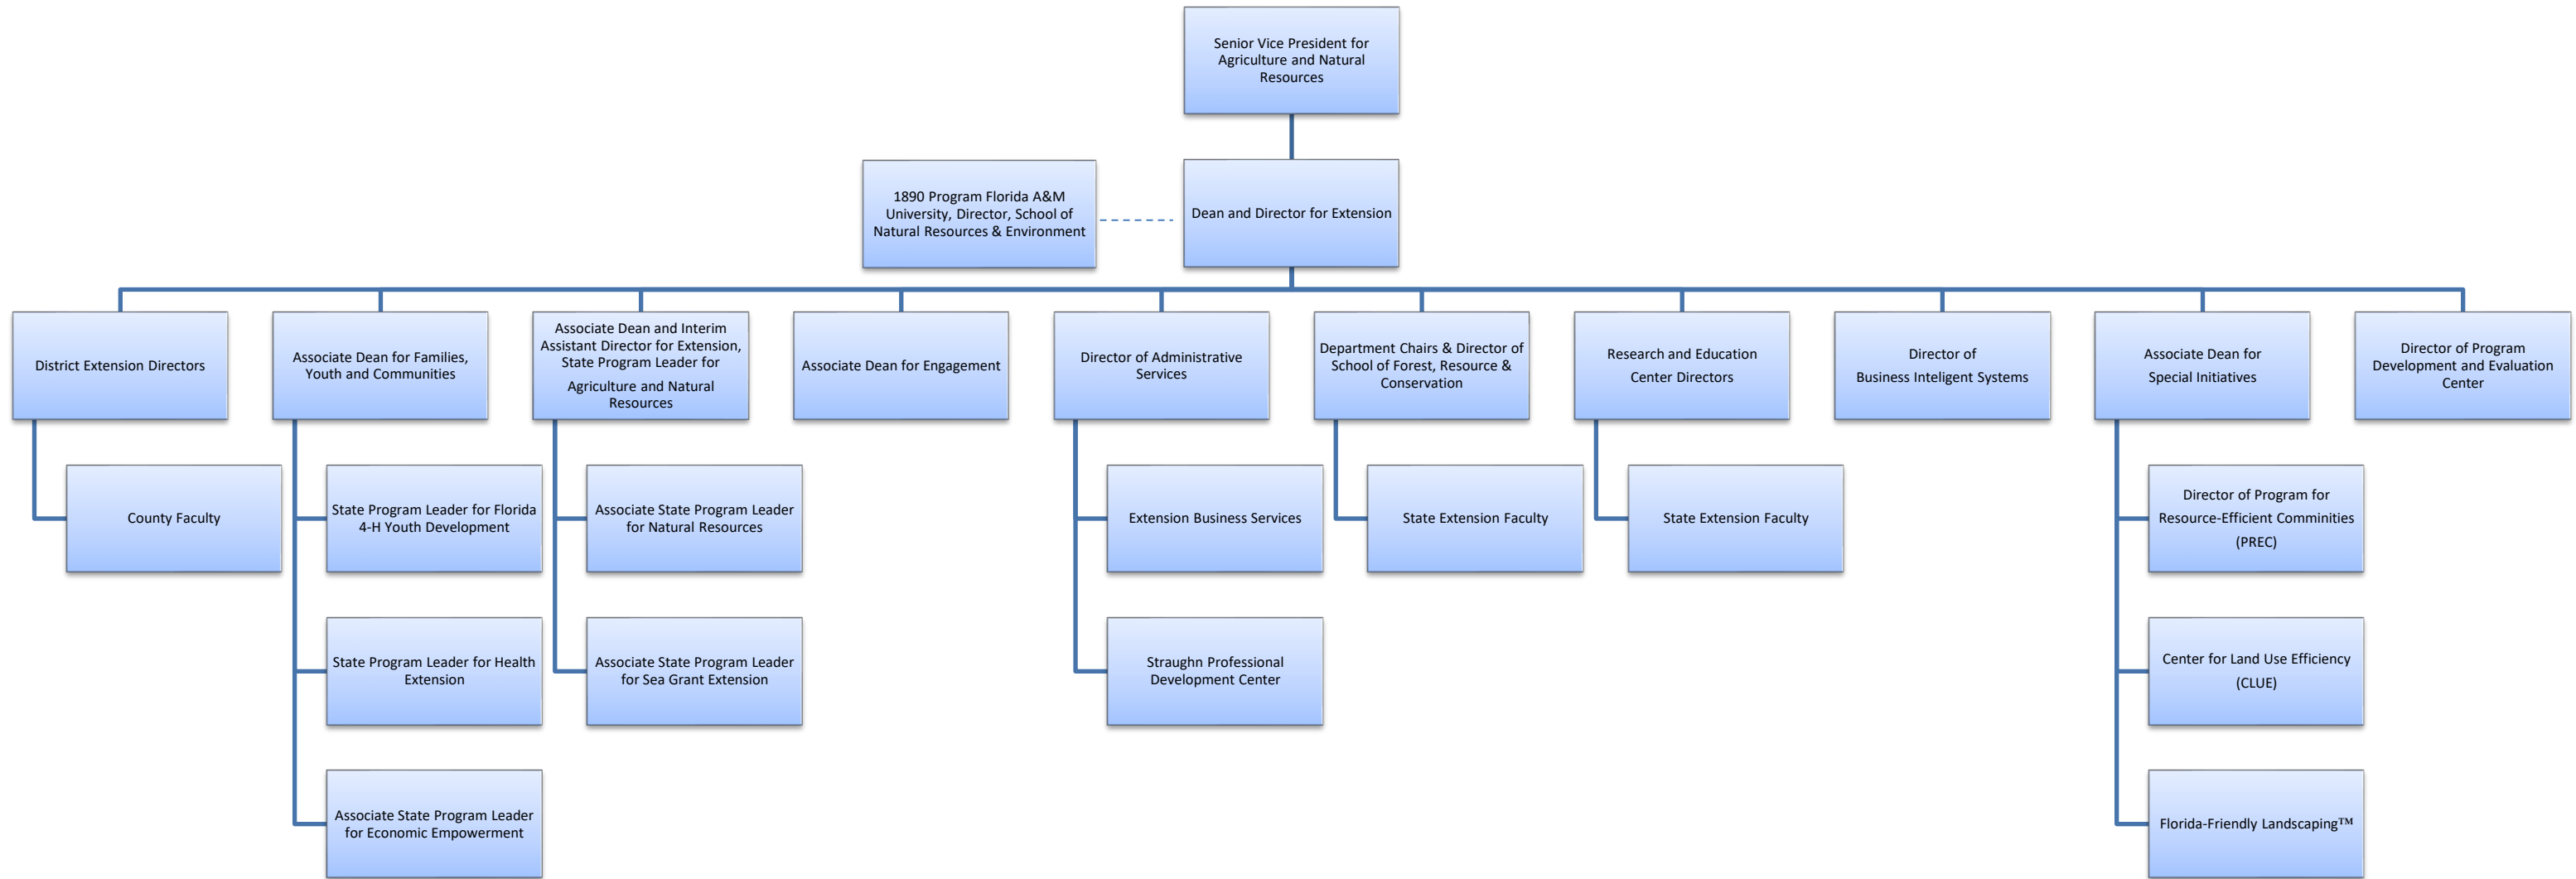 Senior Vice President for
Agriculture and Natural
Resources
1890 Program Florida A&M
University, Director, School of
Natural Resources & Environment
Dean and Director for Extension
District Extension Directors
Associate Dean for Families,
Youth and Communities
Associate Dean and Interim
Assistant Director for Extension,
State Program Leader for
Agriculture and Natural
Resources
Associate Dean for Engagement
Director of Administrative
Services
Department Chairs & Director of
School of Forest, Resource &
Conservation
Research and Education
Center Directors
Director of
Business Inteligent Systems
Associate Dean for
Special Initiatives
Director of Program
Development and Evaluation
Center
County Faculty
State Program Leader for Florida
4-H Youth Development
Associate State Program Leader
for Natural Resources
Extension Business Services
State Extension Faculty
State Extension Faculty
Director of Program for
Resource-Efficient Comminities
(PREC)
State Program Leader for Health
Extension
Associate State Program Leader
for Sea Grant Extension
Straughn Professional
Development Center
Center for Land Use Efficiency
(CLUE)
Associate State Program Leader
for Economic Empowerment
Florida-Friendly Landscaping™